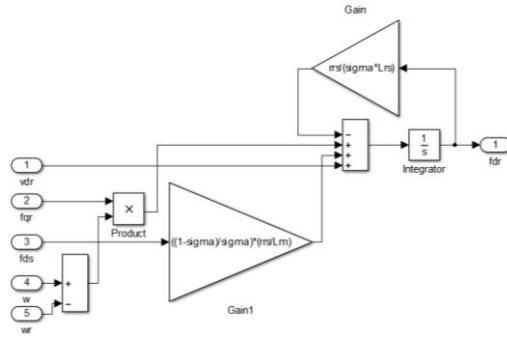 Gain
rrs/(sigma*Lrs)
−
+
+
+
1
s
Integrator
1
fdr
1
vdr
2
fqr
×
Product
3
fds
((1-sigma)/sigma)*(rrs/Lm)
Gain1
4
w
+
−
5
wr